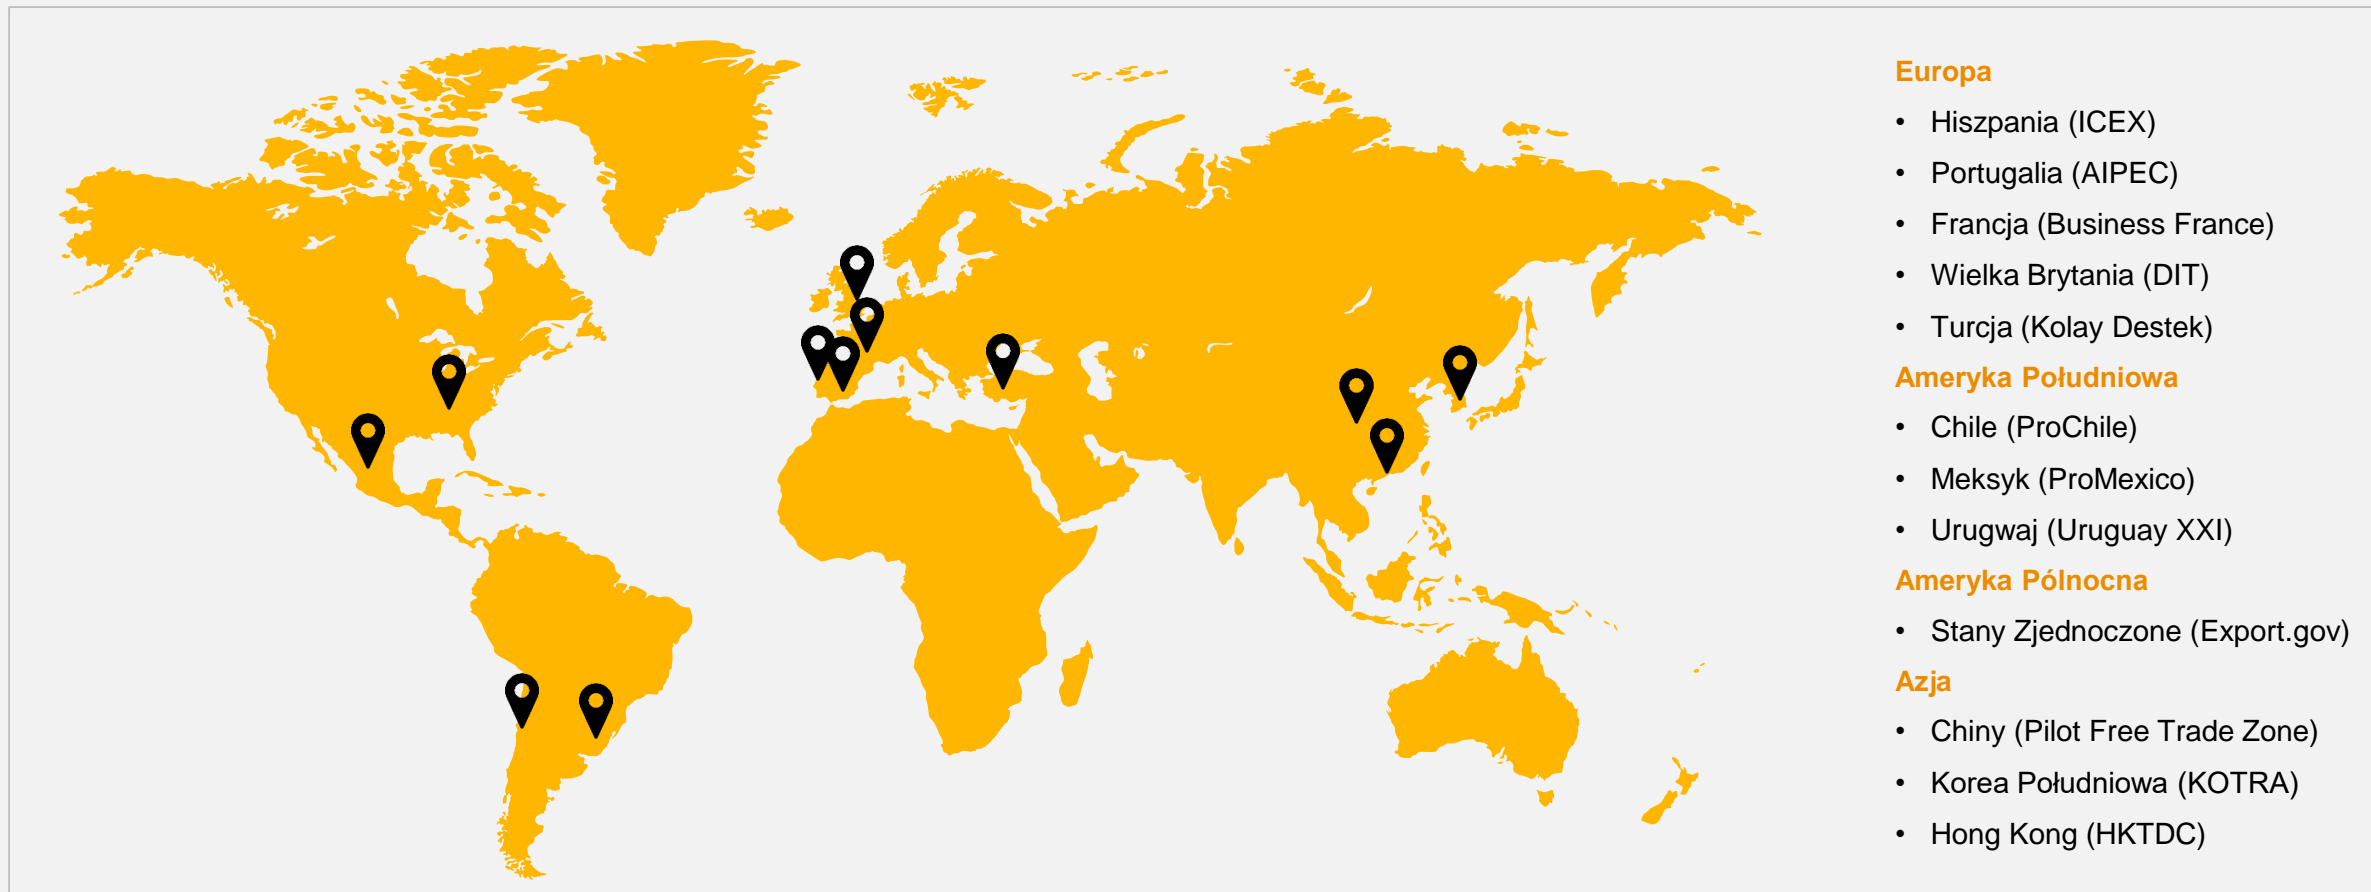 Europa
• Hiszpania (ICEX)
• Portugalia (AIPEC)
• Francja (Business France)
• Wielka Brytania (DIT)
• Turcja (Kolay Destek)
Ameryka Południowa
• Chile (ProChile)
• Meksyk (ProMexico)
• Urugwaj (Uruguay XXI)
Ameryka Pólnocna
• Stany Zjednoczone (Export.gov)
Azja
• Chiny (Pilot Free Trade Zone)
• Korea Południowa (KOTRA)
• Hong Kong (HKTDC)